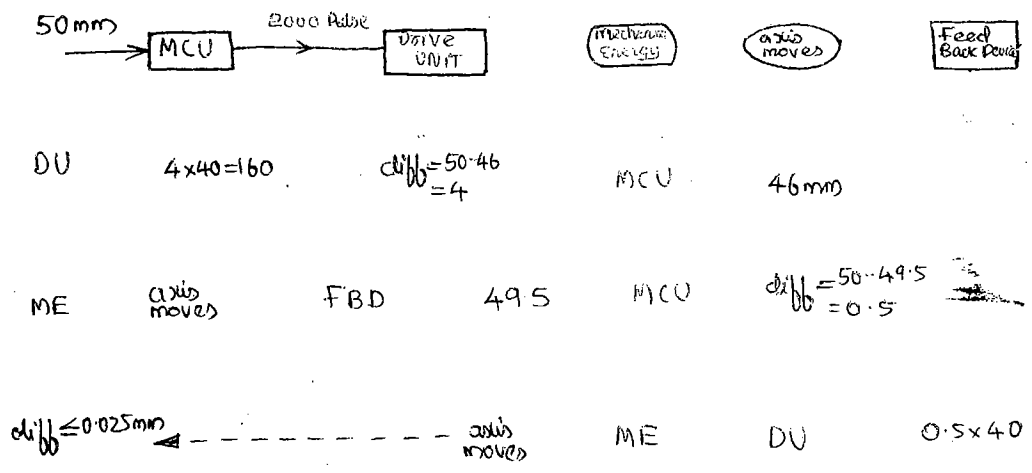 50mm
MCU
2000 Pulse
Drive
UNIT
Mechanical
Energy
axis
moves
Feed
Back Device
DU
4x40=160
diff=50-46
=4
MCU
46mm
ME
axis
moves
FBD
49.5
MCU
diff=50-49.5
=0.5
diff≤0.025mm
axis
moves
ME
DU
0.5x40